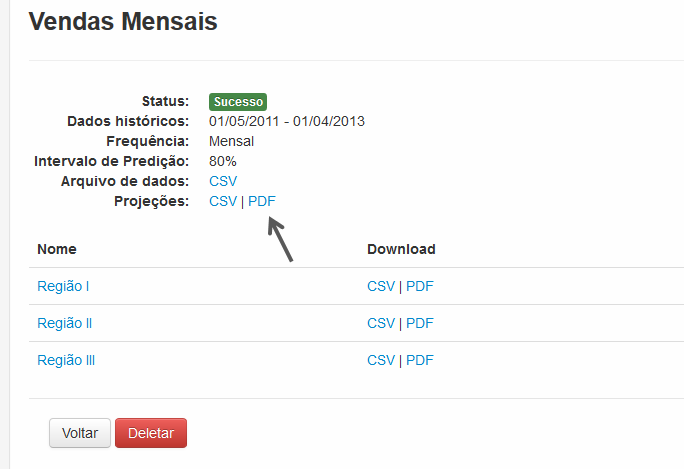 Vendas Mensais
Status: Sucesso
Dados históricos: 01/05/2011 - 01/04/2013
Frequência: Mensal
Intervalo de Predição: 80%
Arquivo de dados: CSV
Projeções: CSV | PDF
Nome Download
Região I CSV | PDF
Região II CSV | PDF
Região III CSV | PDF
Voltar Deletar